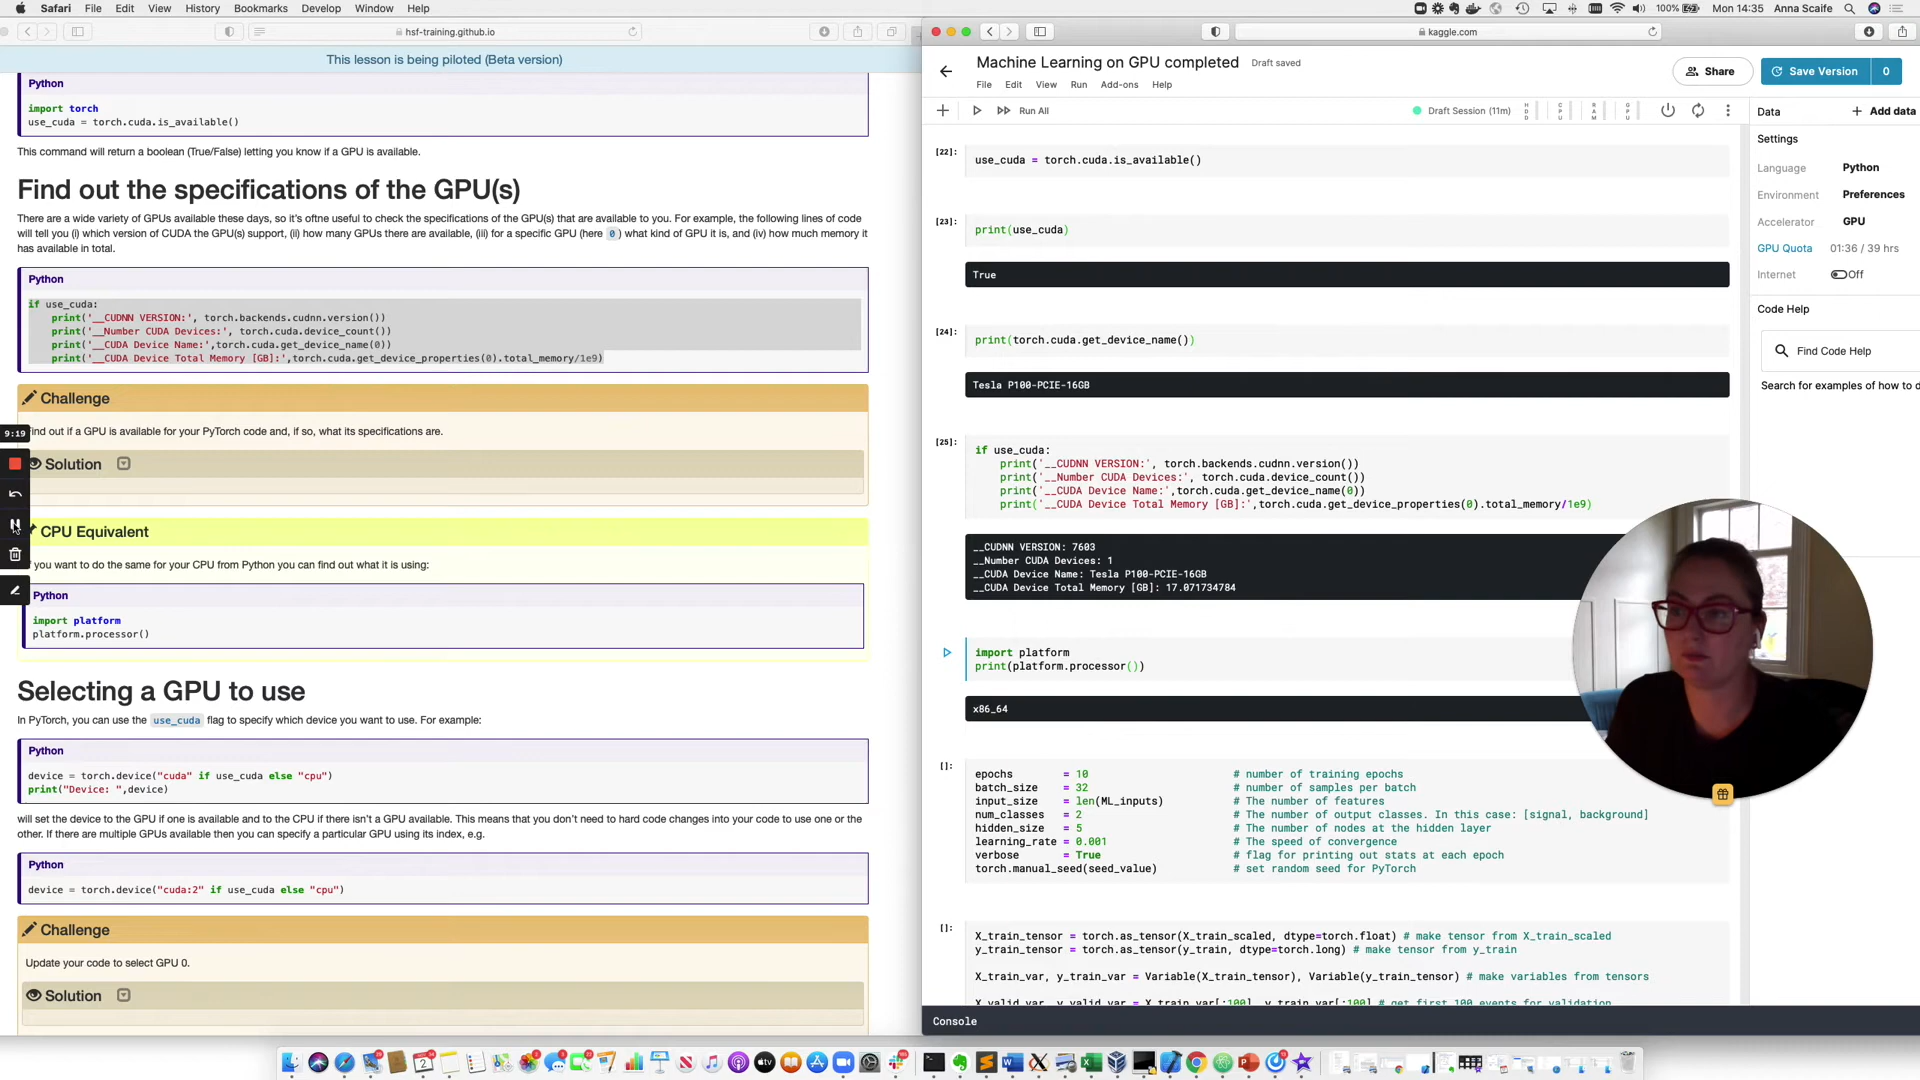 Safari File Edit View History Bookmarks Develop Window Help
100% Mon 14:35 Anna Scaife
hsf-training.github.io
This lesson is being piloted (Beta version)
Python
import torch
use_cuda = torch.cuda.is_available()
This command will return a boolean (True/False) letting you know if a GPU is available.
Find out the specifications of the GPU(s)
There are a wide variety of GPUs available these days, so it's oftne useful to check the specifications of the GPU(s) that are available to you. For example, the following lines of code
will tell you (i) which version of CUDA the GPU(s) support, (ii) how many GPUs there are available, (iii) for a specific GPU (here 0) what kind of GPU it is, and (iv) how much memory it
has available in total.
Python
if use_cuda:
print('__CUDNN VERSION:', torch.backends.cudnn.version())
print('__Number CUDA Devices:', torch.cuda.device_count())
print('__CUDA Device Name:',torch.cuda.get_device_name(0))
print('__CUDA Device Total Memory [GB]:',torch.cuda.get_device_properties(0).total_memory/1e9)
Challenge
9:19
ind out if a GPU is available for your PyTorch code and, if so, what its specifications are.
Solution
CPU Equivalent
you want to do the same for your CPU from Python you can find out what it is using:
Python
import platform
platform.processor()
Selecting a GPU to use
In PyTorch, you can use the use_cuda flag to specify which device you want to use. For example:
Python
device = torch.device("cuda" if use_cuda else "cpu")
print("Device: ",device)
will set the device to the GPU if one is available and to the CPU if there isn't a GPU available. This means that you don't need to hard code changes into your code to use one or the
other. If there are multiple GPUs available then you can specify a particular GPU using its index, e.g.
Python
device = torch.device("cuda:2" if use_cuda else "cpu")
Challenge
Update your code to select GPU 0.
Solution
kaggle.com
Machine Learning on GPU completed Draft saved
File Edit View Run Add-ons Help
Share
Save Version 0
Run All
Draft Session (11m)
HDD CPU RAM GPU
[22]:
use_cuda = torch.cuda.is_available()
[23]:
print(use_cuda)
True
[24]:
print(torch.cuda.get_device_name())
Tesla P100-PCIE-16GB
[25]:
if use_cuda:
print('__CUDNN VERSION:', torch.backends.cudnn.version())
print('__Number CUDA Devices:', torch.cuda.device_count())
print('__CUDA Device Name:',torch.cuda.get_device_name(0))
print('__CUDA Device Total Memory [GB]:',torch.cuda.get_device_properties(0).total_memory/1e9)
__CUDNN VERSION: 7603
__Number CUDA Devices: 1
__CUDA Device Name: Tesla P100-PCIE-16GB
__CUDA Device Total Memory [GB]: 17.071734784
import platform
print(platform.processor())
x86_64
[]:
epochs = 10 # number of training epochs
batch_size = 32 # number of samples per batch
input_size = len(ML_inputs) # The number of features
num_classes = 2 # The number of output classes. In this case: [signal, background]
hidden_size = 5 # The number of nodes at the hidden layer
learning_rate = 0.001 # The speed of convergence
verbose = True # flag for printing out stats at each epoch
torch.manual_seed(seed_value) # set random seed for PyTorch
[]:
X_train_tensor = torch.as_tensor(X_train_scaled, dtype=torch.float) # make tensor from X_train_scaled
y_train_tensor = torch.as_tensor(y_train, dtype=torch.long) # make tensor from y_train
X_train_var, y_train_var = Variable(X_train_tensor), Variable(y_train_tensor) # make variables from tensors
X_valid_var, y_valid_var = X_train_var[:100], y_train_var[:100] # get first 100 events for validation
Console
Data
Add data
Settings
Language Python
Environment Preferences
Accelerator GPU
GPU Quota 01:36 / 39 hrs
Internet Off
Code Help
Find Code Help
Search for examples of how to d